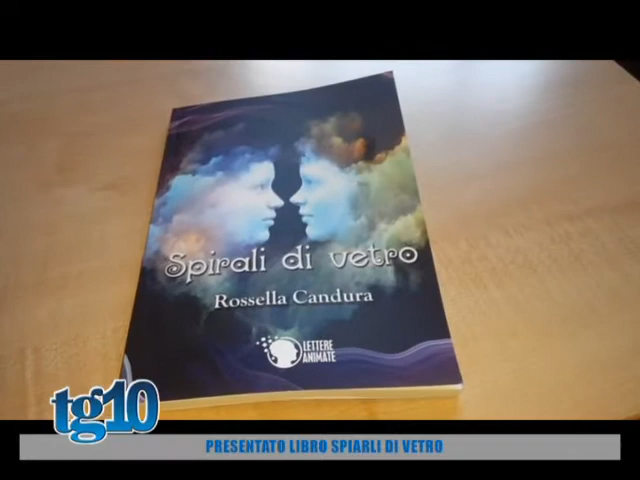 Spirali di vetro
Rossella Candura
LETTERE
ANIMATE
tg10
PRESENTATO LIBRO SPIARLI DI VETRO